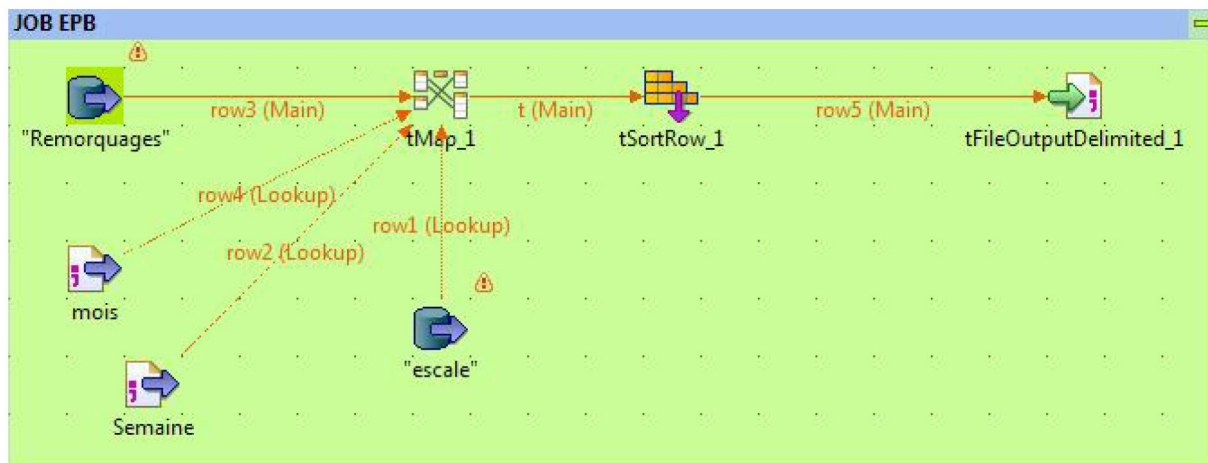 JOB EPB
row3 (Main)
t (Main)
row5 (Main)
"Remorquages"
tMap_1
tSortRow_1
tFileOutputDelimited_1
row4 (Lookup)
row1 (Lookup)
row2 (Lookup)
mois
"escale"
Semaine